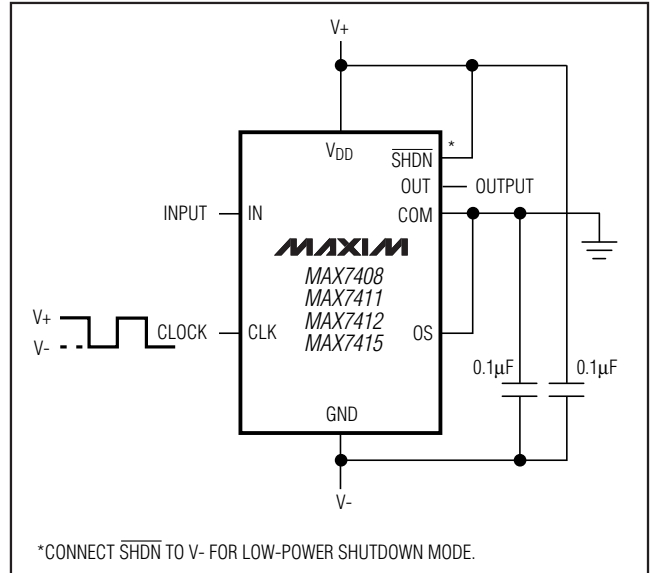 V+
VDD
SHDN
*
OUT
OUTPUT
INPUT
IN
COM
MAXIM
MAX7408
MAX7411
MAX7412
MAX7415
V+
V-
CLOCK
CLK
OS
0.1µF
0.1µF
GND
V-
*CONNECT SHDN TO V- FOR LOW-POWER SHUTDOWN MODE.